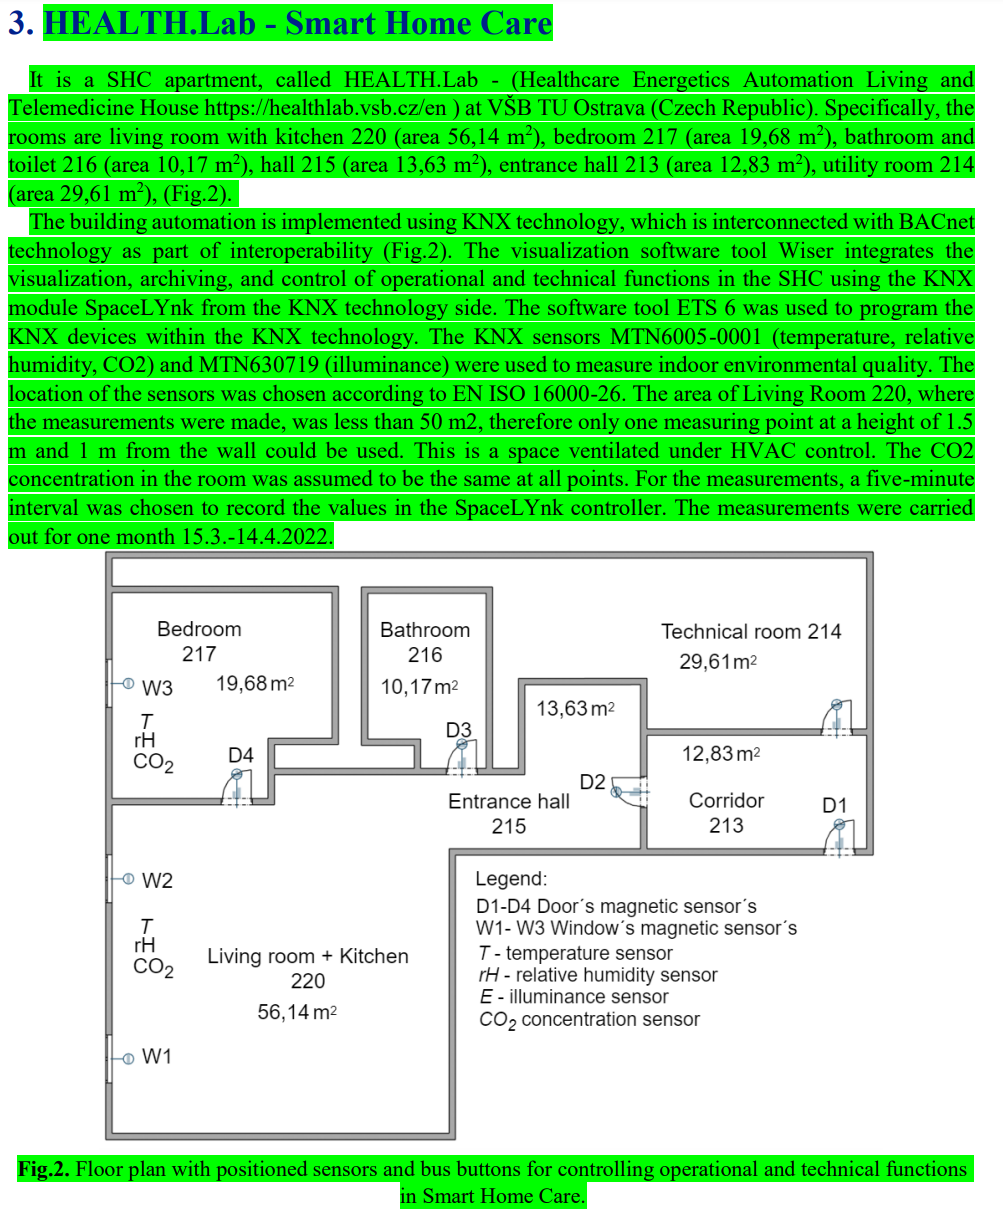 3. HEALTH.Lab - Smart Home Care
It is a SHC apartment, called HEALTH.Lab - (Healthcare Energetics Automation Living and
Telemedicine House https://healthlab.vsb.cz/en ) at VŠB TU Ostrava (Czech Republic). Specifically, the
rooms are living room with kitchen 220 (area 56,14 m²), bedroom 217 (area 19,68 m²), bathroom and
toilet 216 (area 10,17 m²), hall 215 (area 13,63 m²), entrance hall 213 (area 12,83 m²), utility room 214
(area 29,61 m²), (Fig.2).
The building automation is implemented using KNX technology, which is interconnected with BACnet
technology as part of interoperability (Fig.2). The visualization software tool Wiser integrates the
visualization, archiving, and control of operational and technical functions in the SHC using the KNX
module SpaceLYnk from the KNX technology side. The software tool ETS 6 was used to program the
KNX devices within the KNX technology. The KNX sensors MTN6005-0001 (temperature, relative
humidity, CO2) and MTN630719 (illuminance) were used to measure indoor environmental quality. The
location of the sensors was chosen according to EN ISO 16000-26. The area of Living Room 220, where
the measurements were made, was less than 50 m2, therefore only one measuring point at a height of 1.5
m and 1 m from the wall could be used. This is a space ventilated under HVAC control. The CO2
concentration in the room was assumed to be the same at all points. For the measurements, a five-minute
interval was chosen to record the values in the SpaceLYnk controller. The measurements were carried
out for one month 15.3.-14.4.2022.
Bedroom
217
19,68 m²
W3
T
rH
CO₂
D4
Bathroom
216
10,17 m²
D3
Technical room 214
29,61 m²
13,63 m²
D2
Entrance hall
215
12,83 m²
Corridor
213
D1
W2
T
rH
CO₂
Living room + Kitchen
220
56,14 m²
W1
Legend:
D1-D4 Door´s magnetic sensor´s
W1- W3 Window´s magnetic sensor´s
T - temperature sensor
rH - relative humidity sensor
E - illuminance sensor
CO₂ concentration sensor
Fig.2. Floor plan with positioned sensors and bus buttons for controlling operational and technical functions
in Smart Home Care.